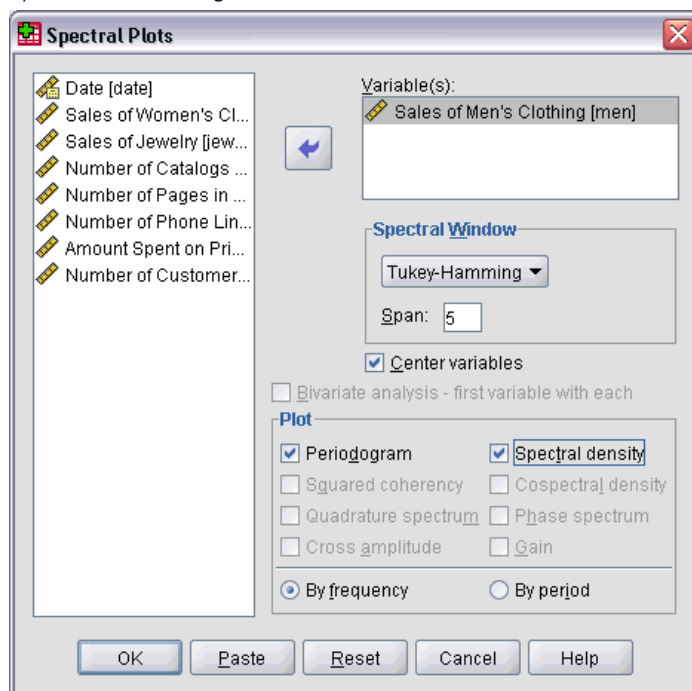 Spectral Plots
Date [date]
Sales of Women's Cl...
Sales of Jewelry [jew...
Number of Catalogs ...
Number of Pages in ...
Number of Phone Lin...
Amount Spent on Pri...
Number of Customer...
Variable(s):
Sales of Men's Clothing [men]
Spectral Window
Tukey-Hamming
Span: 5
Center variables
Bivariate analysis - first variable with each
Plot
Periodogram Spectral density
Squared coherency Cospectral density
Quadrature spectrum Phase spectrum
Cross amplitude Gain
By frequency By period
OK Paste Reset Cancel Help